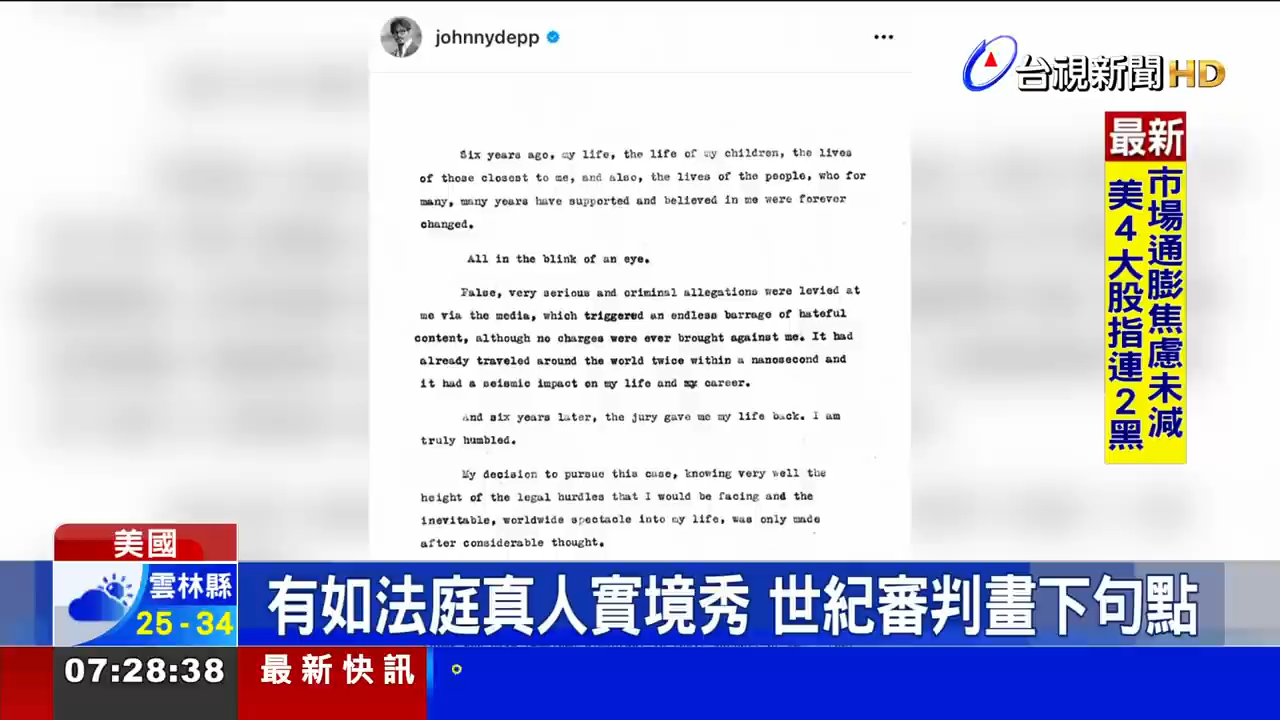 johnnydepp
台視新聞HD
Six years ago, my life, the life of my children, the lives
of those closest to me, and also, the lives of the people, who for
many, many years have supported and believed in me were forever
changed.
All in the blink of an eye.
False, very serious and criminal allegations were levied at
me via the media, which triggered an endless barrage of hateful
content, although no charges were ever brought against me. It had
already traveled around the world twice within a nanosecond and
it had a seismic impact on my life and my career.
And six years later, the jury gave me my life back. I am
truly humbled.
My decision to pursue this case, knowing very well the
height of the legal hurdles that I would be facing and the
inevitable, worldwide spectacle into my life, was only made
after considerable thought.
最新
市場通膨焦慮未減
美4大股指連2黑
美國
雲林縣
25-34
有如法庭真人實境秀 世紀審判畫下句點
07:28:38
最新快訊